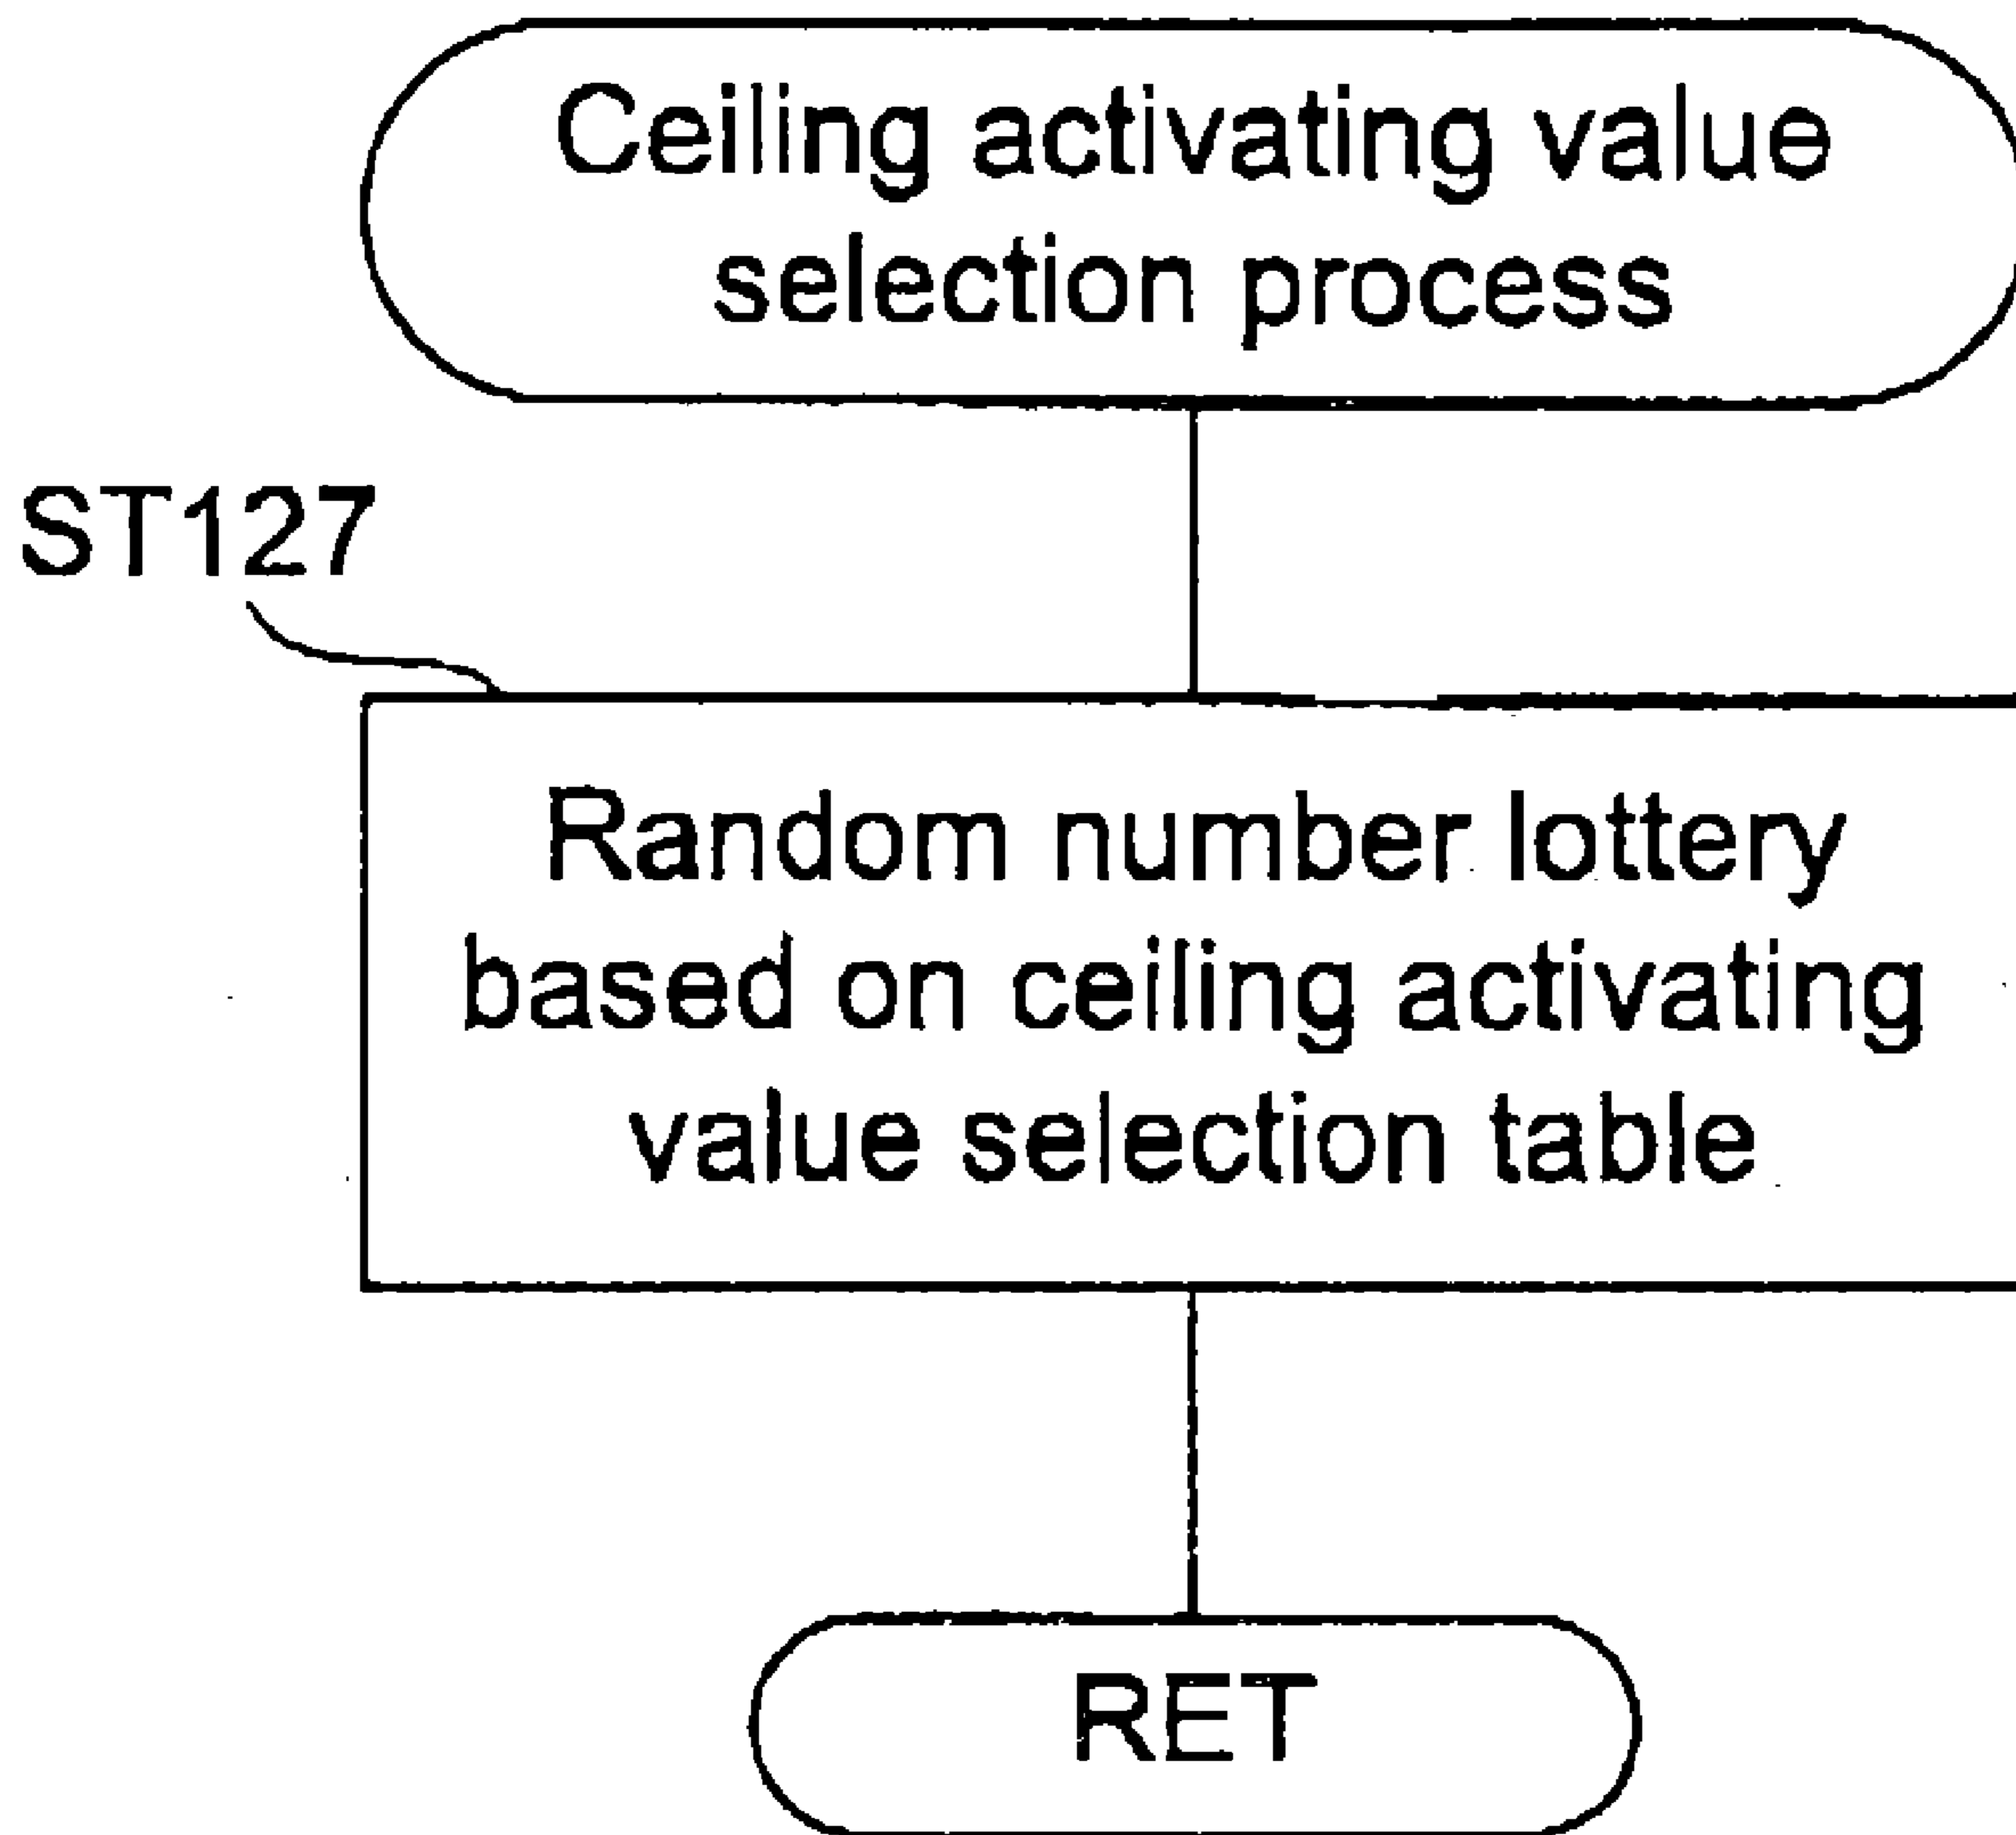 Ceiling activating value
selection process
ST127
Random number lottery
based on ceiling activating
value selection table
RET